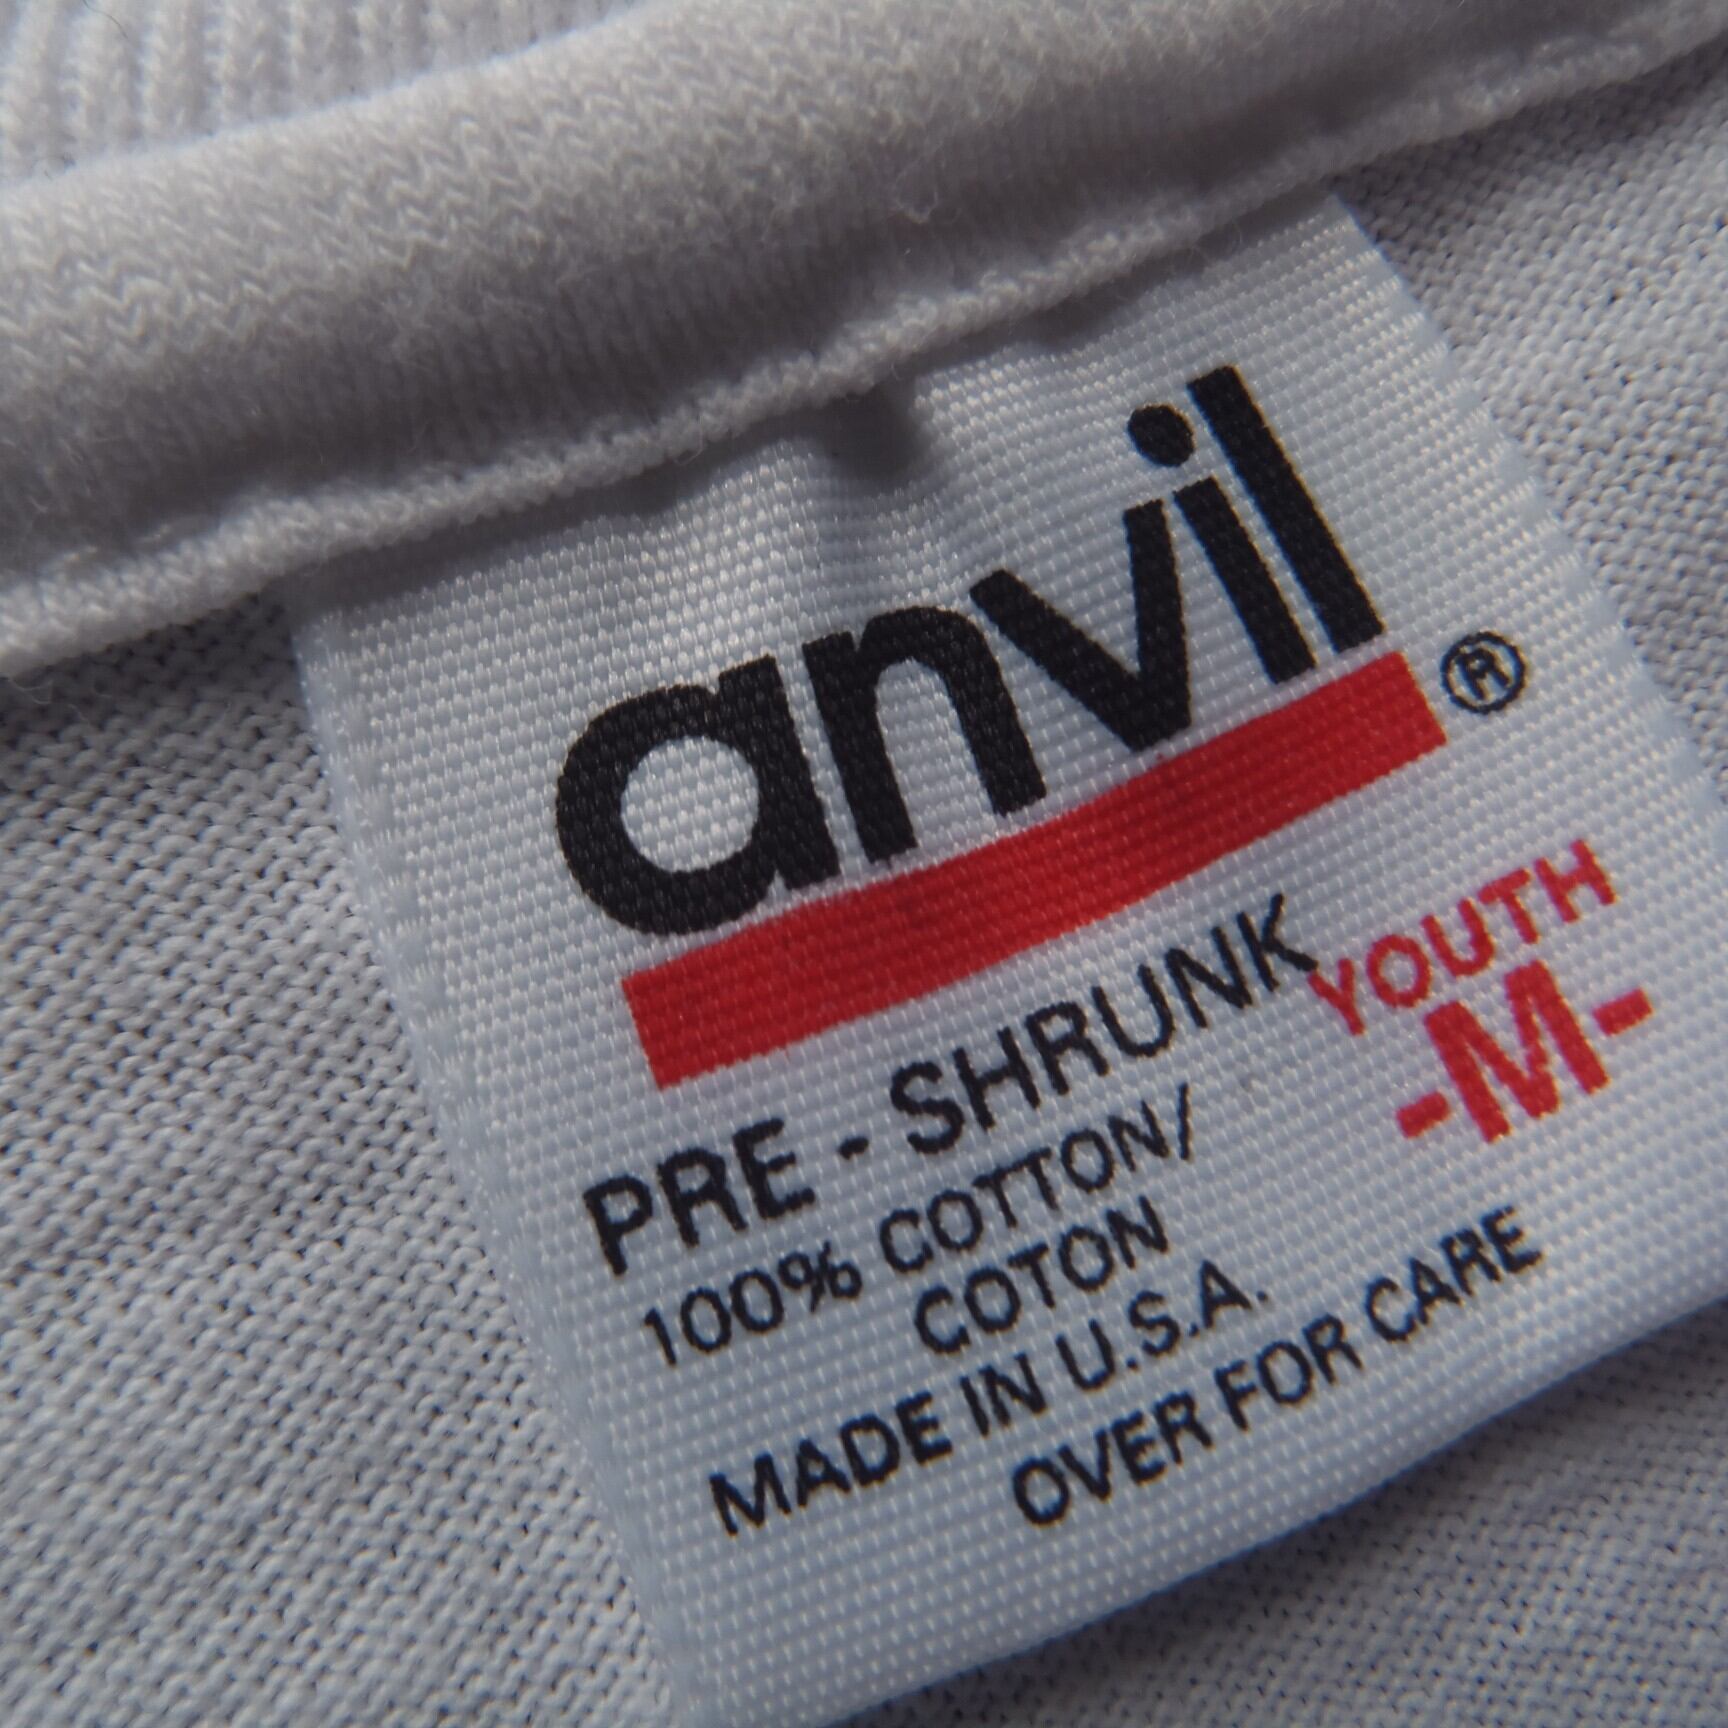 anvil®
YOUTH
PRE - SHRUNK
-M-
100% COTTON/
COTON
MADE IN U.S.A.
OVER FOR CARE